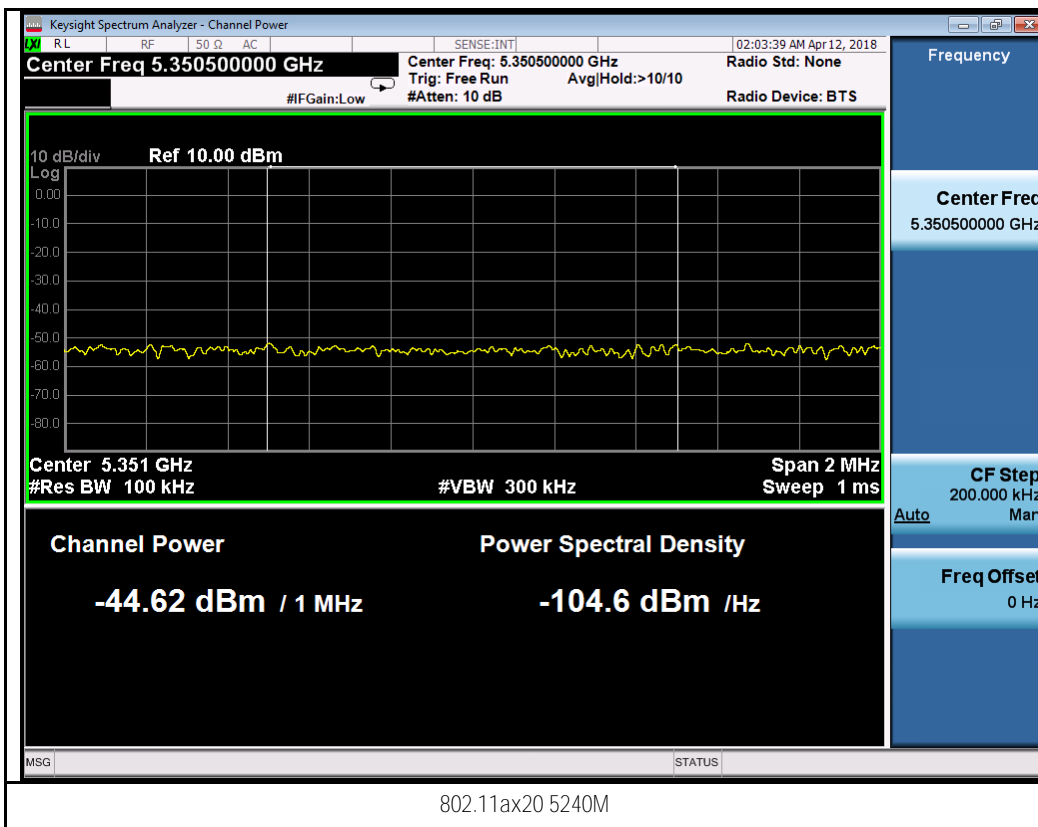 Keysight Spectrum Analyzer - Channel Power
LXI RL RF 50 Ω AC SENSE:INT 02:03:39 AM Apr 12, 2018
Center Freq 5.350500000 GHz
#IFGain:Low
Center Freq: 5.350500000 GHz
Trig: Free Run Avg|Hold:>10/10
#Atten: 10 dB
Radio Std: None
Radio Device: BTS
10 dB/div Ref 10.00 dBm
Log
0.00
-10.0
-20.0
-30.0
-40.0
-50.0
-60.0
-70.0
-80.0
Center 5.351 GHz Span 2 MHz
#Res BW 100 kHz #VBW 300 kHz Sweep 1 ms
Channel Power Power Spectral Density
-44.62 dBm / 1 MHz -104.6 dBm /Hz
Frequency
Center Freq
5.350500000 GHz
CF Step
200.000 kHz
Auto Man
Freq Offset
0 Hz
MSG STATUS
802.11ax20 5240M